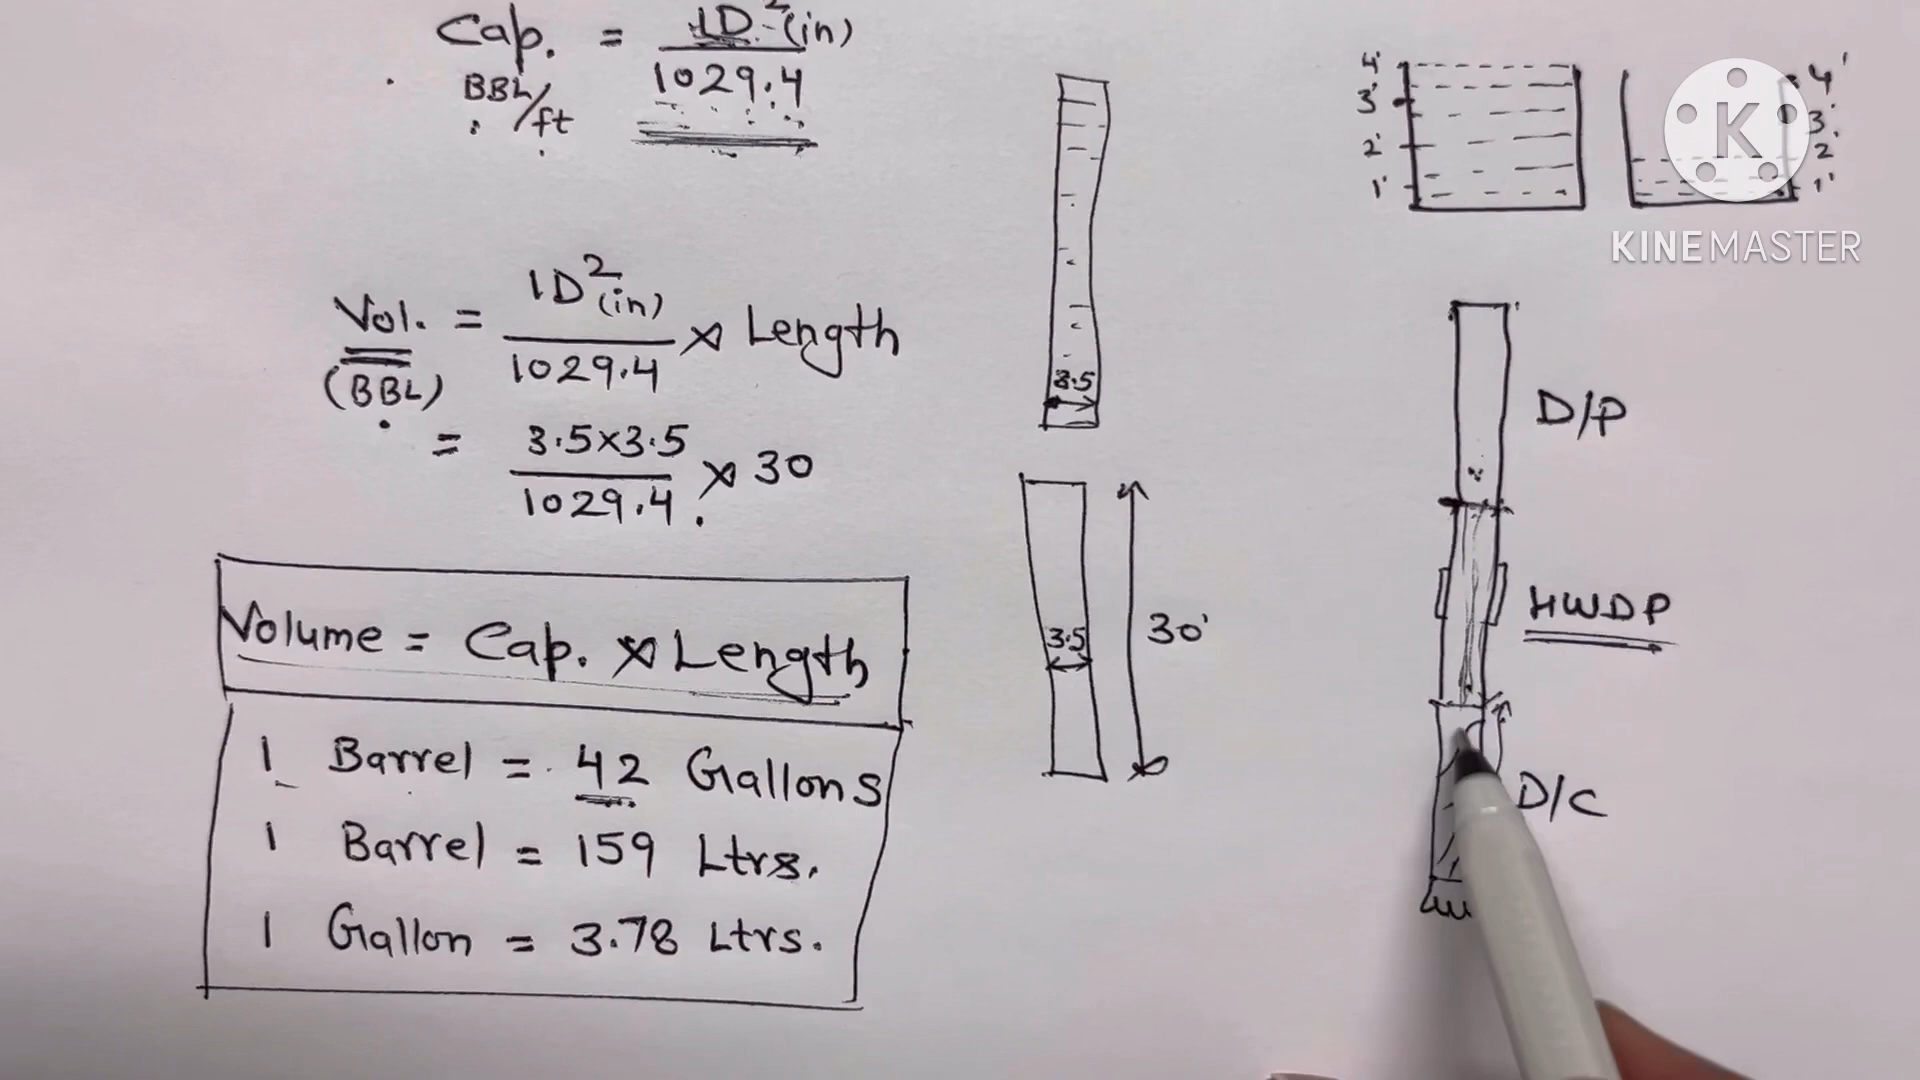 Cap. = ID²(in) / 1029.4
BBL/ft
Vol. = ID²(in) / 1029.4 × Length
(BBL)
= 3.5×3.5 / 1029.4 × 30
Volume = Cap. × Length
1 Barrel = 42 Gallons
1 Barrel = 159 Ltrs.
1 Gallon = 3.78 Ltrs.
3.5
3.5
30'
4'
3'
2'
1'
4'
3'
2'
1'
K
KINEMASTER
D/P
HWDP
D/C